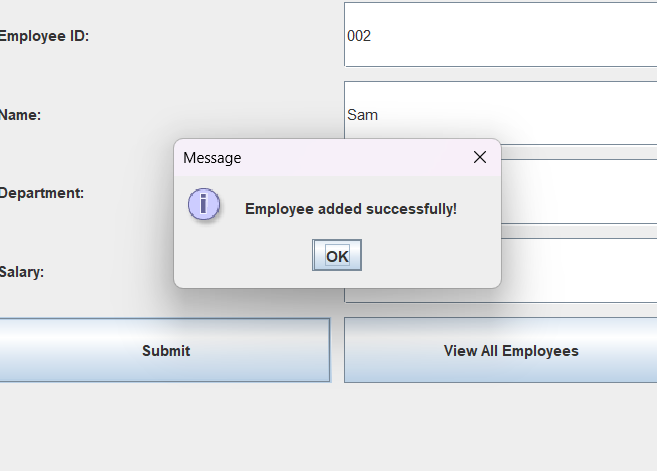 Employee ID:
002
Name:
Sam
Message
Department:
Employee added successfully!
OK
Salary:
Submit
View All Employees